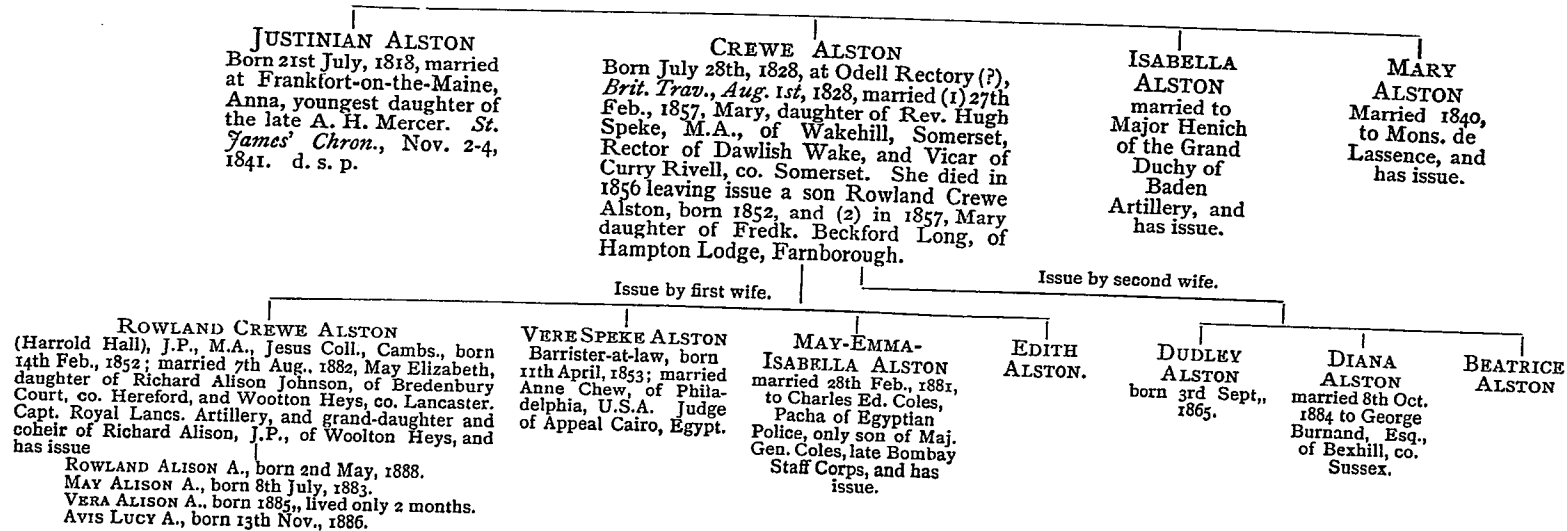 JUSTINIAN ALSTON
Born 21st July, 1818, married
at Frankfort-on-the-Maine,
Anna, youngest daughter of
the late A. H. Mercer. St.
James' Chron., Nov. 2-4,
1841. d. s. p.
CREWE ALSTON
Born July 28th, 1828, at Odell Rectory (?),
Brit. Trav., Aug. 1st, 1828, married (1) 27th
Feb., 1857, Mary, daughter of Rev. Hugh
Speke, M.A., of Wakehill, Somerset,
Rector of Dawlish Wake, and Vicar of
Curry Rivell, co. Somerset. She died in
1856 leaving issue a son Rowland Crewe
Alston, born 1852, and (2) in 1857, Mary
daughter of Fredk. Beckford Long, of
Hampton Lodge, Farnborough.
ISABELLA
ALSTON
married to
Major Henich
of the Grand
Duchy of
Baden
Artillery, and
has issue.
MARY
ALSTON
Married 1840,
to Mons. de
Lassence, and
has issue.
Issue by first wife.
Issue by second wife.
ROWLAND CREWE ALSTON
(Harrold Hall), J.P., M.A., Jesus Coll., Cambs., born
14th Feb., 1852; married 7th Aug., 1882, May Elizabeth,
daughter of Richard Alison Johnson, of Bredenbury
Court, co. Hereford, and Wootton Heys, co. Lancaster.
Capt. Royal Lancs. Artillery, and grand-daughter and
coheir of Richard Alison, J.P., of Woolton Heys, and
has issue
ROWLAND ALISON A., born 2nd May, 1888.
MAY ALISON A., born 8th July, 1883.
VERA ALISON A., born 1885,, lived only 2 months.
AVIS LUCY A., born 13th Nov., 1886.
VERE SPEKE ALSTON
Barrister-at-law, born
11th April, 1853; married
Anne Chew, of Phila-
delphia, U.S.A. Judge
of Appeal Cairo, Egypt.
MAY-EMMA-
ISABELLA ALSTON
married 28th Feb., 1881,
to Charles Ed. Coles,
Pacha of Egyptian
Police, only son of Maj.
Gen. Coles, late Bombay
Staff Corps, and has
issue.
EDITH
ALSTON.
DUDLEY
ALSTON
born 3rd Sept,,
1865.
DIANA
ALSTON
married 8th Oct.
1884 to George
Burnand, Esq.,
of Bexhill, co.
Sussex.
BEATRICE
ALSTON